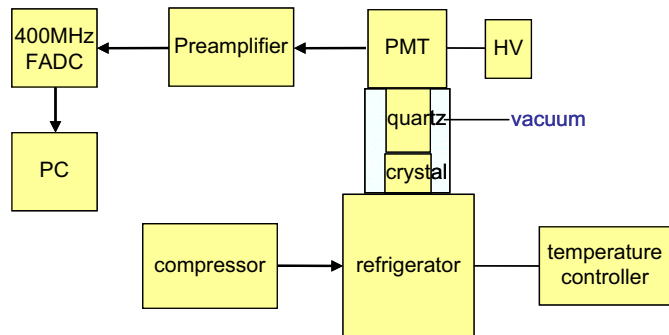 400MHz
FADC
Preamplifier
PMT
HV
quartz
vacuum
PC
crystal
compressor
refrigerator
temperature
controller